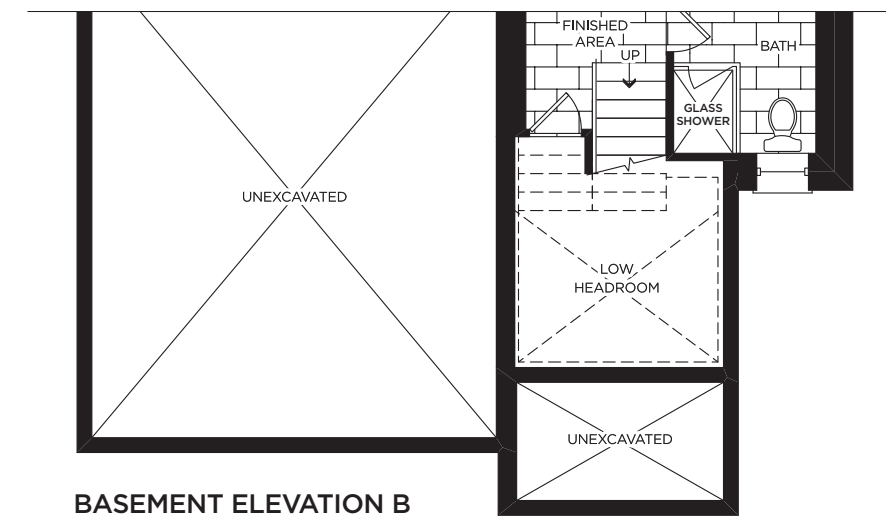 FINISHED
AREA
UP
BATH
GLASS
SHOWER
UNEXCAVATED
LOW
HEADROOM
UNEXCAVATED
BASEMENT ELEVATION B